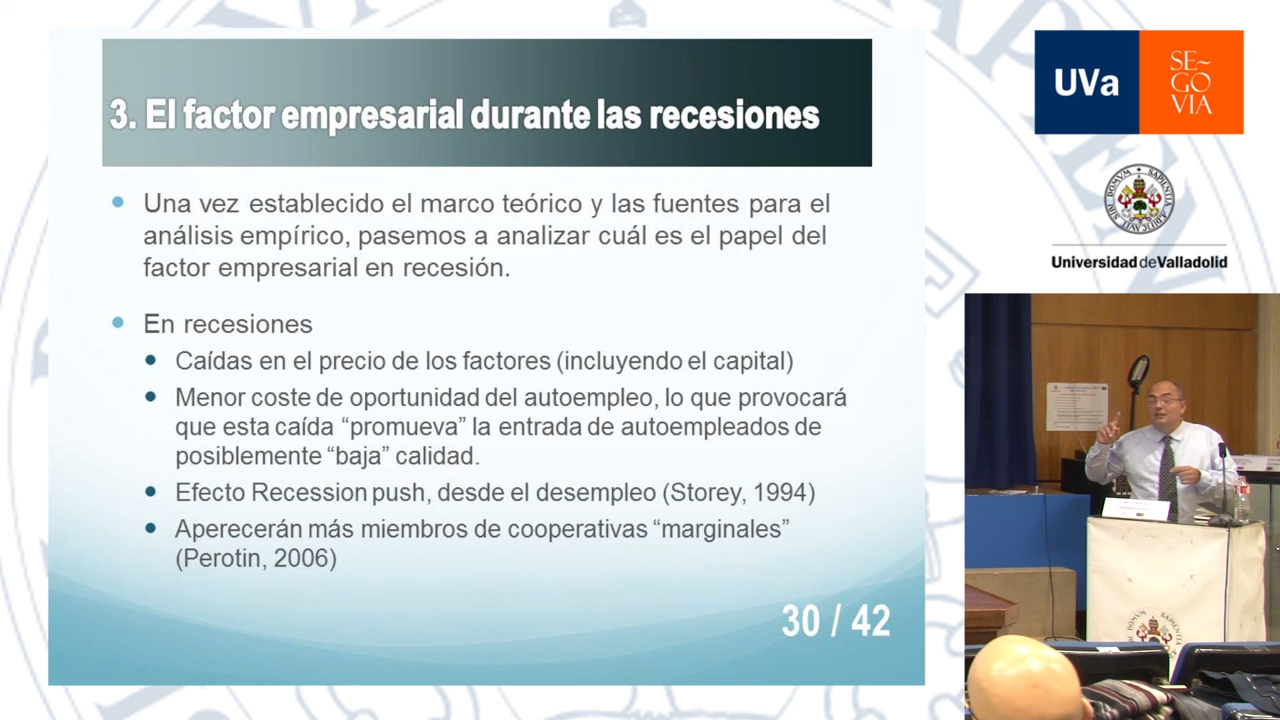 3. El factor empresarial durante las recesiones
Una vez establecido el marco teórico y las fuentes para el
análisis empírico, pasemos a analizar cuál es el papel del
factor empresarial en recesión.
En recesiones
Caídas en el precio de los factores (incluyendo el capital)
Menor coste de oportunidad del autoempleo, lo que provocará
que esta caída “promueva” la entrada de autoempleados de
posiblemente “baja” calidad.
Efecto Recession push, desde el desempleo (Storey, 1994)
Aperecerán más miembros de cooperativas “marginales”
(Perotin, 2006)
30 / 42
UVa
SE~
GO
VIA
Universidad de Valladolid